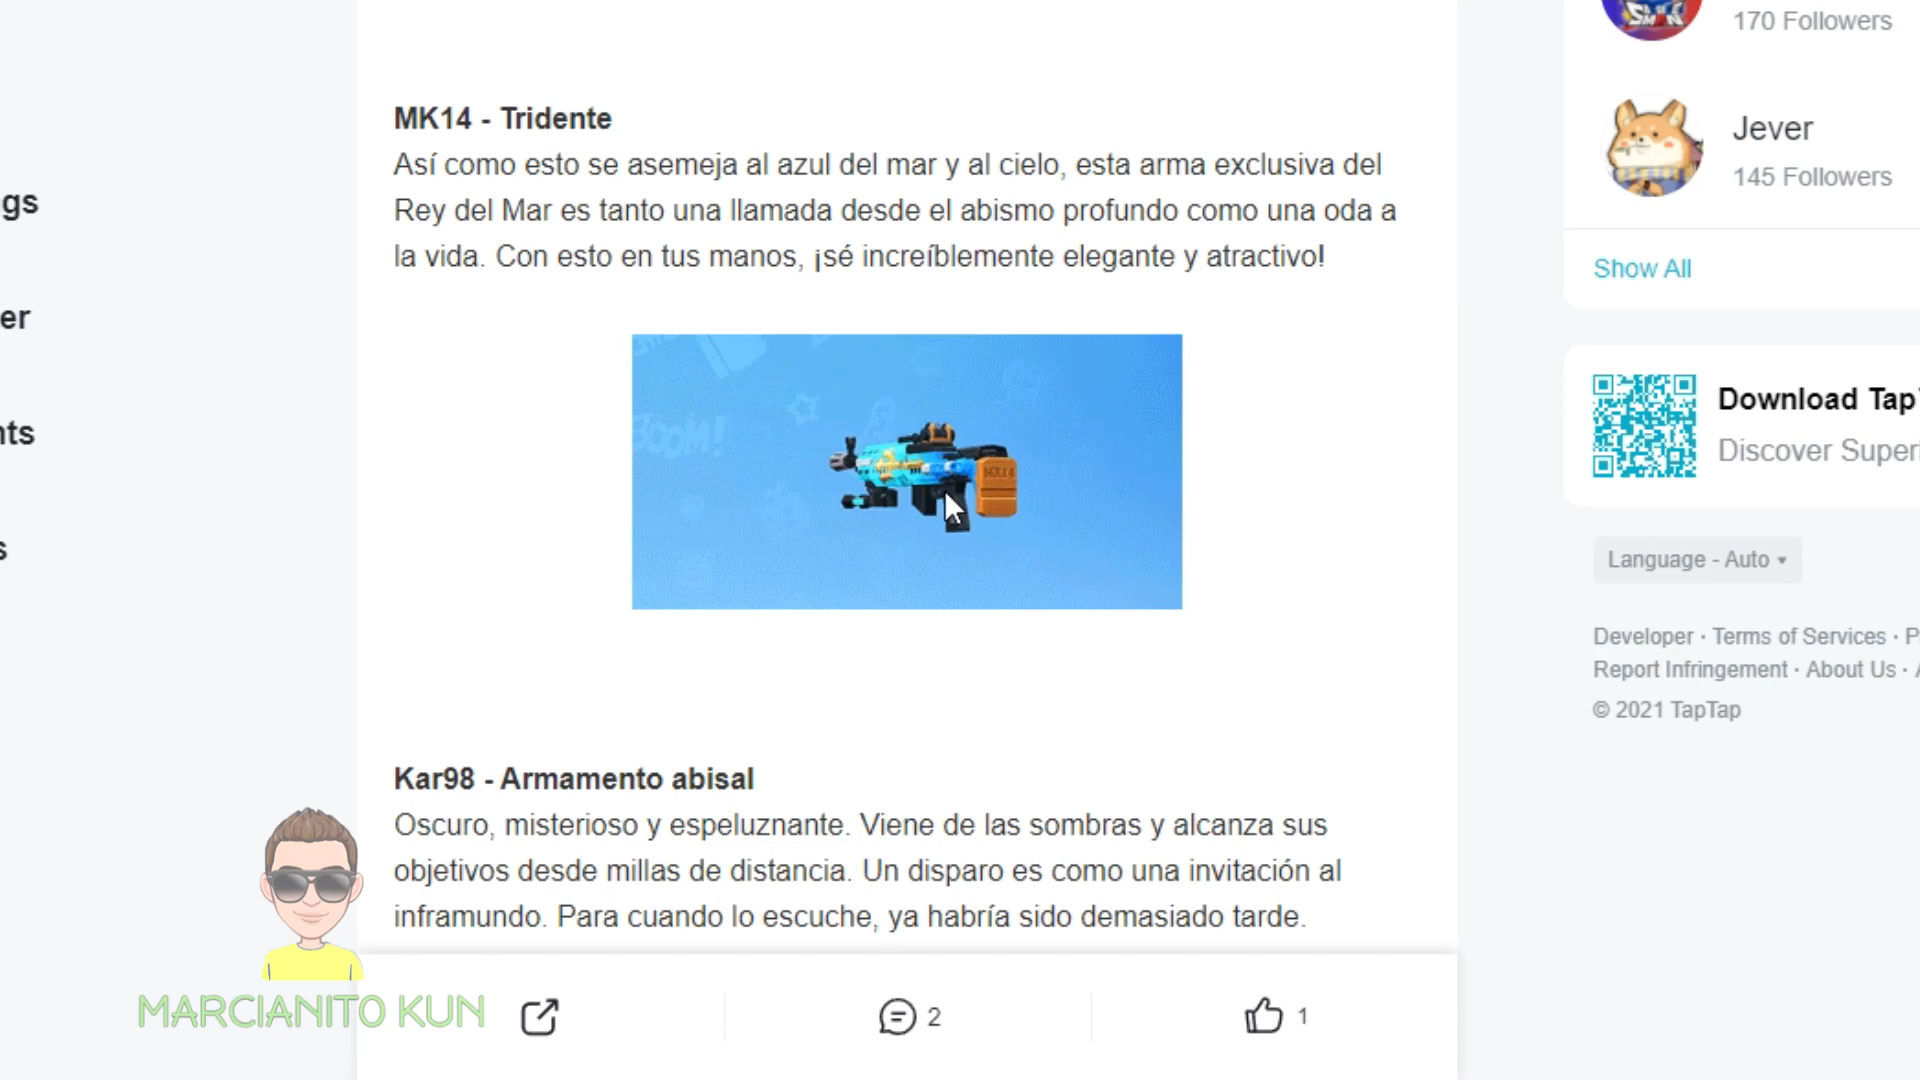 170 Followers
Jever
145 Followers
Show All
MK14 - Tridente
Así como esto se asemeja al azul del mar y al cielo, esta arma exclusiva del
Rey del Mar es tanto una llamada desde el abismo profundo como una oda a
la vida. Con esto en tus manos, ¡sé increíblemente elegante y atractivo!
BOOM!
MK14
Kar98 - Armamento abisal
Oscuro, misterioso y espeluznante. Viene de las sombras y alcanza sus
objetivos desde millas de distancia. Un disparo es como una invitación al
inframundo. Para cuando lo escuche, ya habría sido demasiado tarde.
2
1
gs
er
nts
s
Download Tap
Discover Super
Language - Auto
Developer · Terms of Services · P
Report Infringement · About Us ·
© 2021 TapTap
MARCIANITO KUN